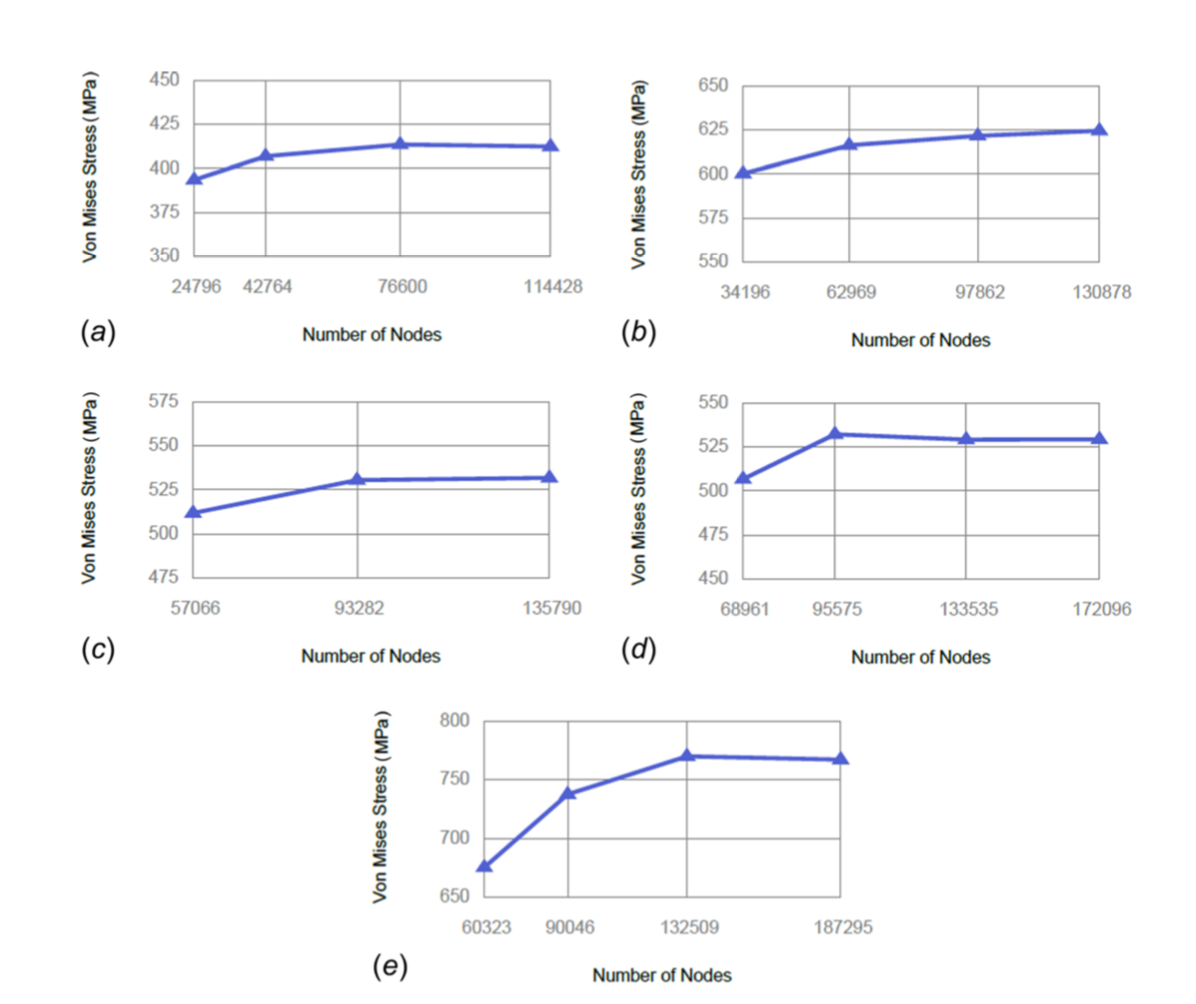 Von Mises Stress (MPa)
450
425
400
375
350
24796 42764 76600 114428
(a)
Number of Nodes
Von Mises Stress (MPa)
650
625
600
575
550
34196 62969 97862 130878
(b)
Number of Nodes
Von Mises Stress (MPa)
575
550
525
500
475
57066 93282 135790
(c)
Number of Nodes
Von Mises Stress (MPa)
550
525
500
475
450
68961 95575 133535 172096
(d)
Number of Nodes
Von Mises Stress (MPa)
800
750
700
650
60323 90046 132509 187295
(e)
Number of Nodes